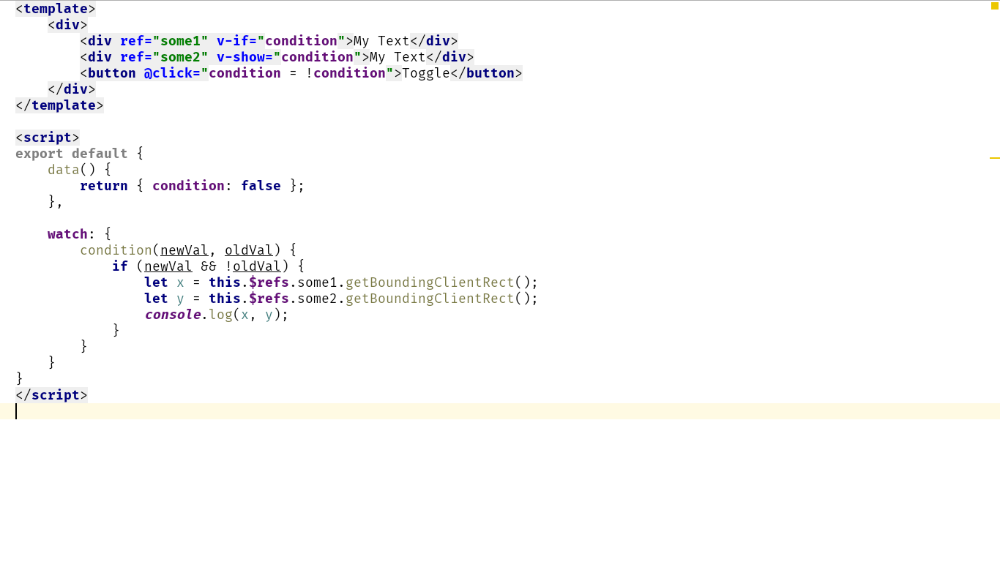 <template>
    <div>
        <div ref="some1" v-if="condition">My Text</div>
        <div ref="some2" v-show="condition">My Text</div>
        <button @click="condition = !condition">Toggle</button>
    </div>
</template>

<script>
export default {
    data() {
        return { condition: false };
    },

    watch: {
        condition(newVal, oldVal) {
            if (newVal && !oldVal) {
                let x = this.$refs.some1.getBoundingClientRect();
                let y = this.$refs.some2.getBoundingClientRect();
                console.log(x, y);
            }
        }
    }
}
</script>